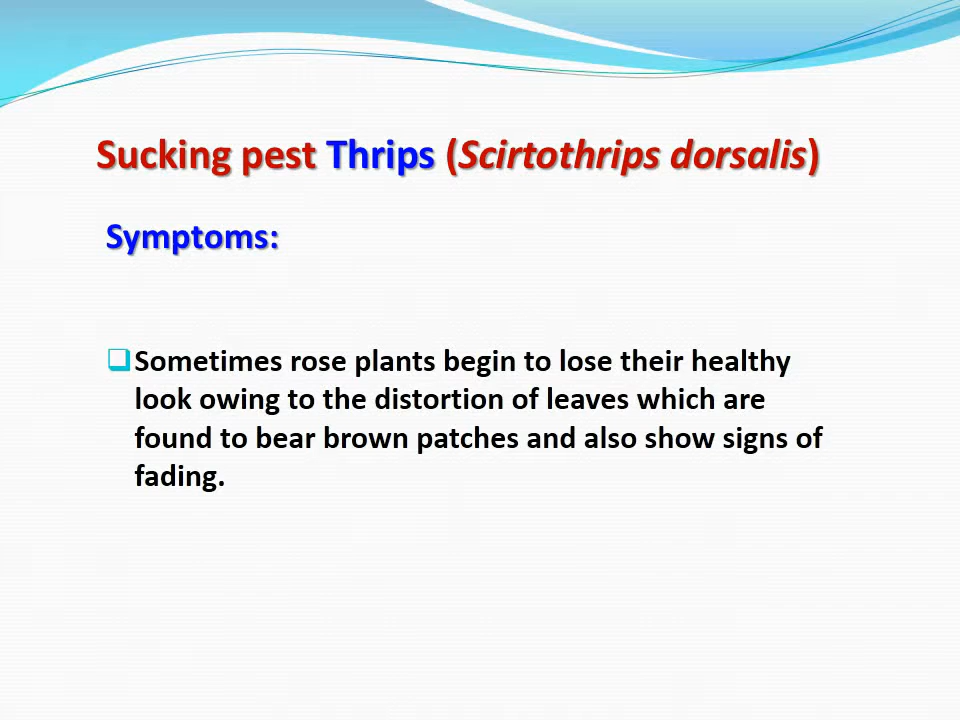 Sucking pest Thrips (Scirtothrips dorsalis)
Symptoms:
Sometimes rose plants begin to lose their healthy
look owing to the distortion of leaves which are
found to bear brown patches and also show signs of
fading.